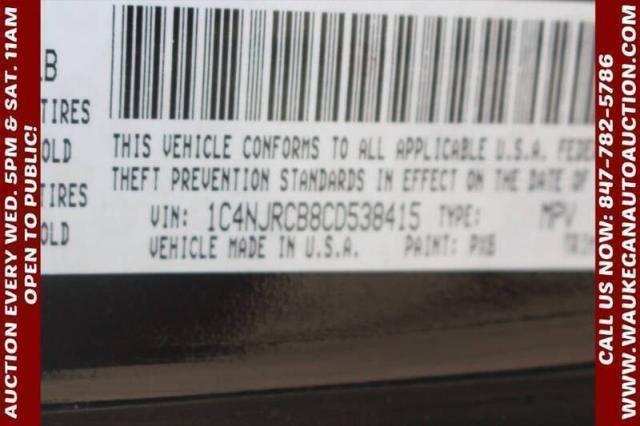 AUCTION EVERY WED. 5PM & SAT. 11AM
OPEN TO PUBLIC!
LB
TIRES
OLD
TIRES
OLD
THIS VEHICLE CONFORMS TO ALL APPLICABLE U.S.A. FEDE
THEFT PREVENTION STANDARDS IN EFFECT ON THE DATE OF
VIN: 1C4NJRCB8CD538415 TYPE: MPV
VEHICLE MADE IN U.S.A. PAINT: PXB TRIM
CALL US NOW: 847-782-5786
WWW.WAUKEGANAUTOAUCTION.COM